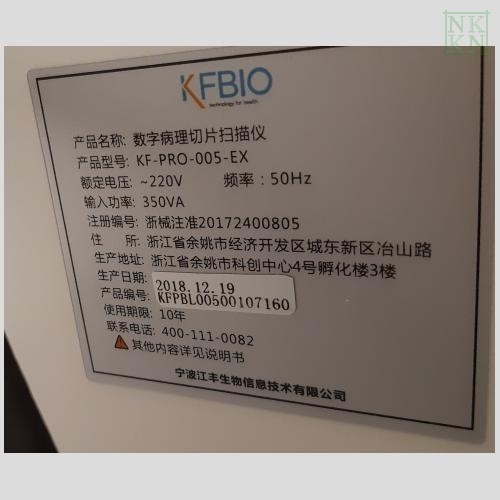 NK
KN
KFBIO
technology for health
产品名称: 数字病理切片扫描仪
产品型号: KF-PRO-005-EX
额定电压: ~220V 频率：50Hz
输入功率: 350VA
注册编号: 浙械注准20172400805
住 所: 浙江省余姚市经济开发区城东新区冶山路
生产地址: 浙江省余姚市科创中心4号孵化楼3楼
生产日期: 2018.12.19
产品编号: KFPBL00500107160
使用期限: 10年
联系电话: 400-111-0082
其他内容详见说明书
宁波江丰生物信息技术有限公司